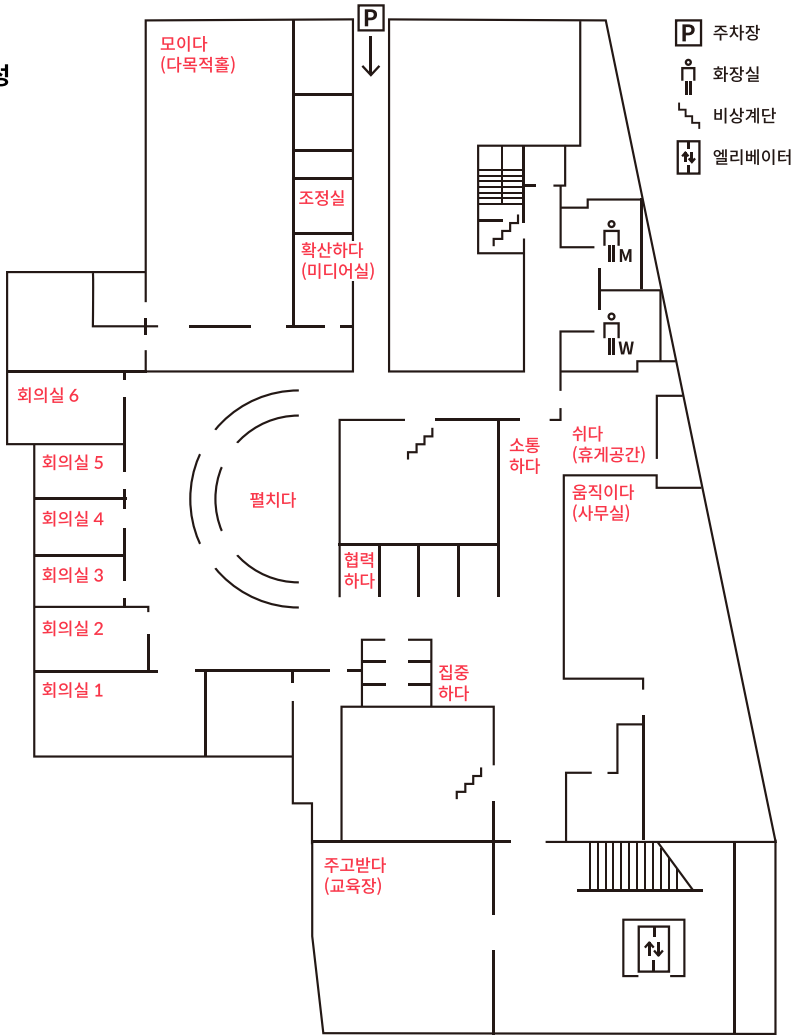 P
P 주차장
화장실
비상계단
엘리베이터
모이다
(다목적홀)
조정실
확산하다
(미디어실)
M
W
회의실 6
회의실 5
회의실 4
회의실 3
회의실 2
회의실 1
펼치다
소통
하다
쉬다
(휴게공간)
움직이다
(사무실)
협력
하다
집중
하다
주고받다
(교육장)